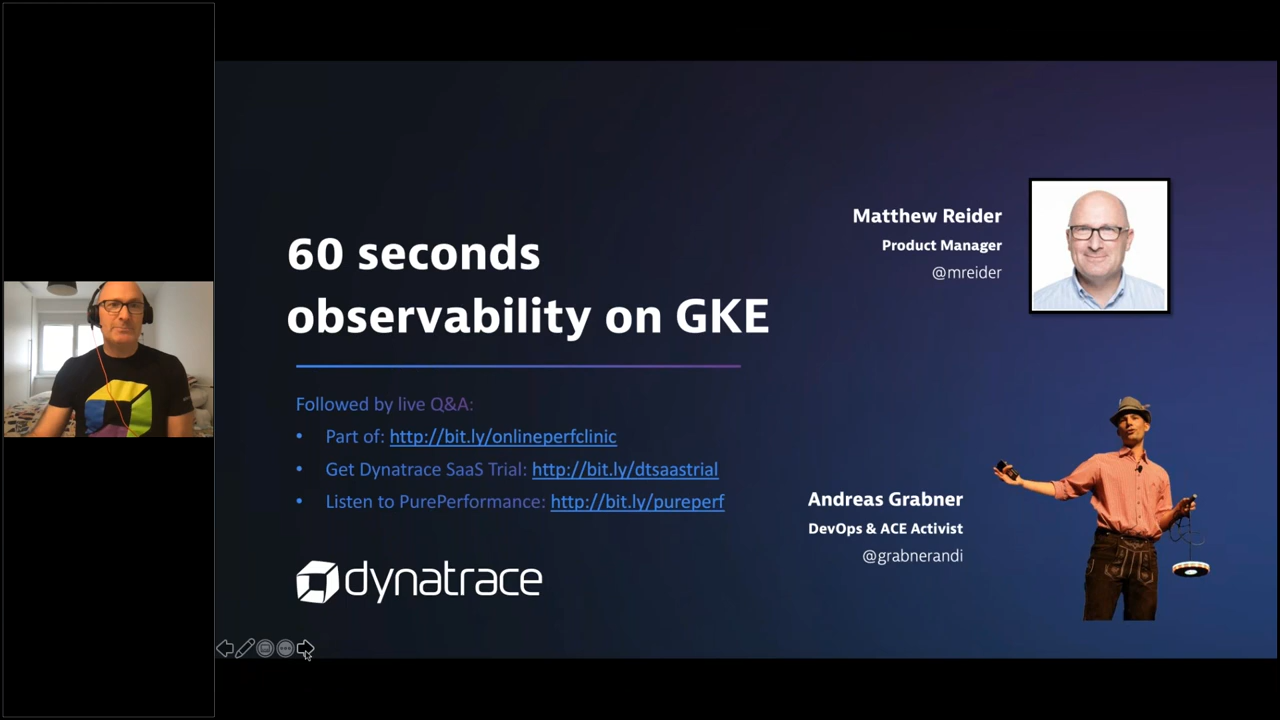 60 seconds
observability on GKE
Followed by live Q&A:
• Part of: http://bit.ly/onlineperfclinic
• Get Dynatrace SaaS Trial: http://bit.ly/dtsaastrial
• Listen to PurePerformance: http://bit.ly/pureperf
dynatrace
Matthew Reider
Product Manager
@mreider
Andreas Grabner
DevOps & ACE Activist
@grabnerandi